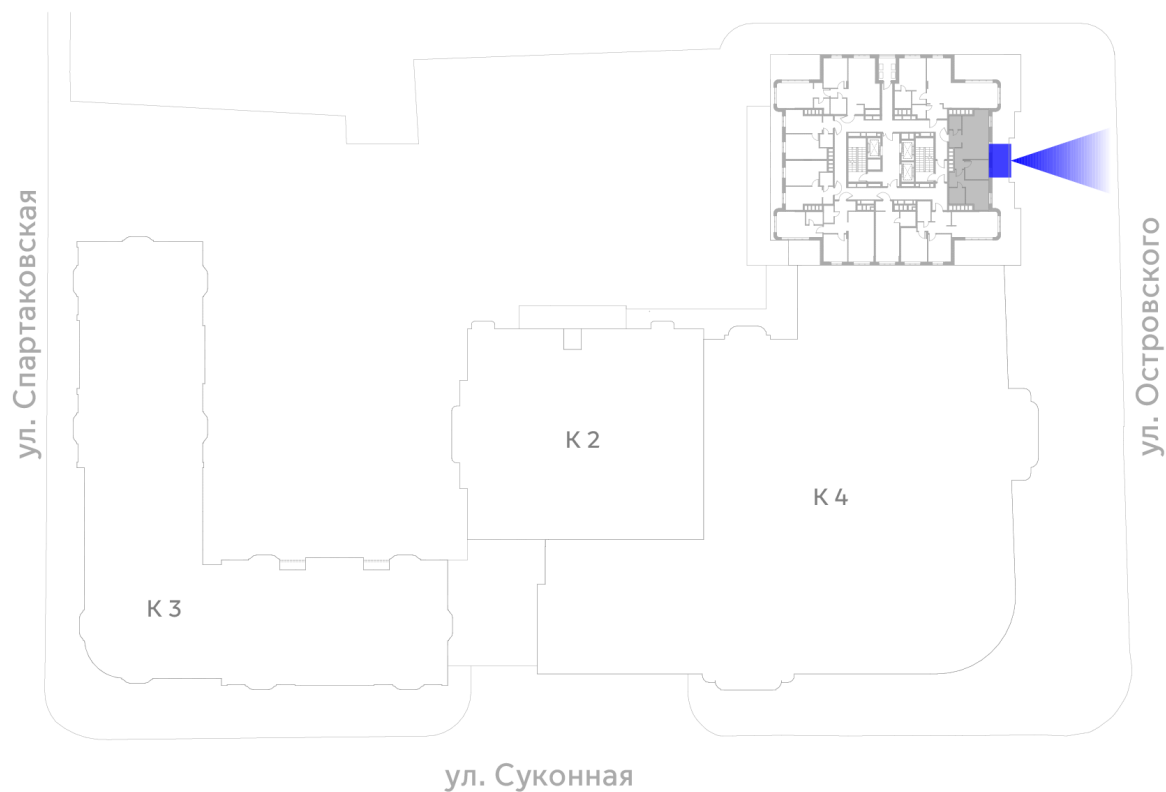 ул. Спартаковская
ул. Островского
К 2
К 4
К 3
ул. Суконная